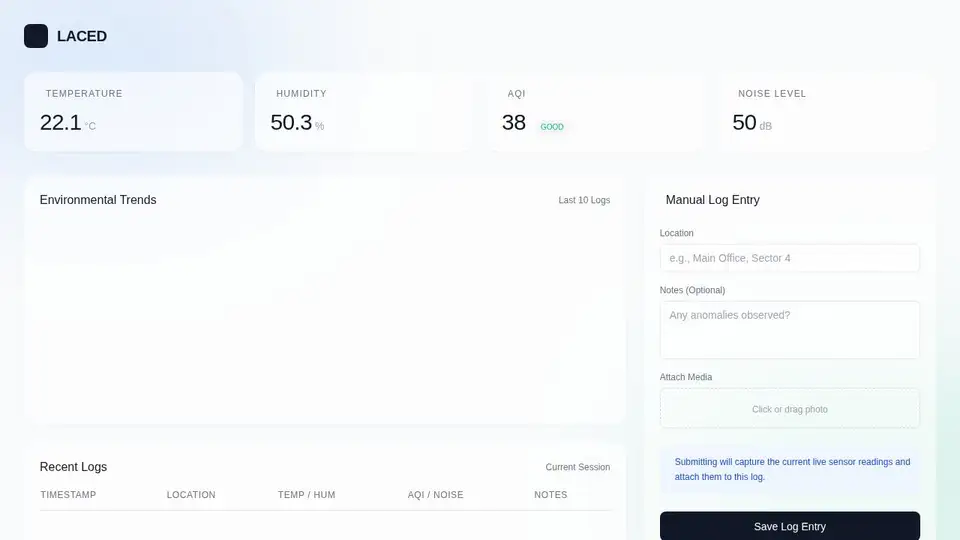 LACED
TEMPERATURE
22.1 °C
HUMIDITY
50.3 %
AQI
38 GOOD
NOISE LEVEL
50 dB
Environmental Trends
Last 10 Logs
Recent Logs
Current Session
TIMESTAMP LOCATION TEMP / HUM AQI / NOISE NOTES
Manual Log Entry
Location
e.g., Main Office, Sector 4
Notes (Optional)
Any anomalies observed?
Attach Media
Click or drag photo
Submitting will capture the current live sensor readings and
attach them to this log.
Save Log Entry